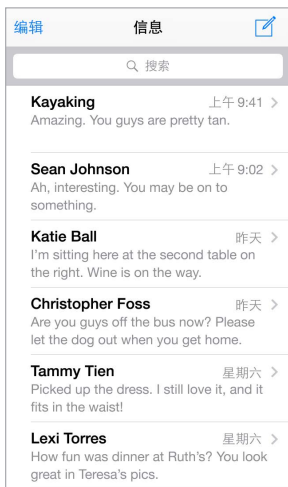 编辑 信息
搜索
Kayaking 上午 9:41
Amazing. You guys are pretty tan.
Sean Johnson 上午 9:02
Ah, interesting. You may be on to
something.
Katie Ball 昨天
I'm sitting here at the second table on
the right. Wine is on the way.
Christopher Foss 昨天
Are you guys off the bus now? Please
let the dog out when you get home.
Tammy Tien 星期六
Picked up the dress. I still love it, and it
fits in the waist!
Lexi Torres 星期六
How fun was dinner at Ruth's? You look
great in Teresa's pics.